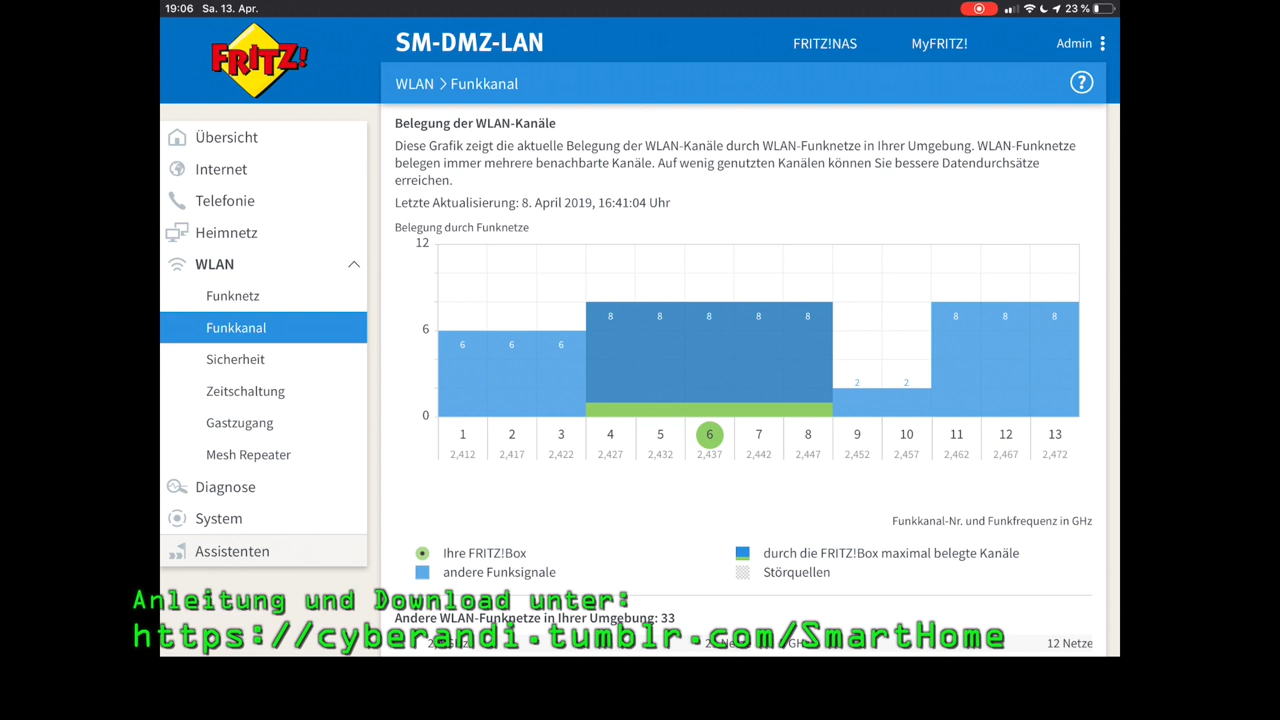 19:06 Sa. 13. Apr. 23 %
FRITZ!
SM-DMZ-LAN FRITZ!NAS MyFRITZ! Admin
WLAN > Funkkanal ?
Übersicht
Internet
Telefonie
Heimnetz
WLAN
Funknetz
Funkkanal
Sicherheit
Zeitschaltung
Gastzugang
Mesh Repeater
Diagnose
System
Assistenten
Belegung der WLAN-Kanäle
Diese Grafik zeigt die aktuelle Belegung der WLAN-Kanäle durch WLAN-Funknetze in Ihrer Umgebung. WLAN-Funknetze
belegen immer mehrere benachbarte Kanäle. Auf wenig genutzten Kanälen können Sie bessere Datendurchsätze
erreichen.
Letzte Aktualisierung: 8. April 2019, 16:41:04 Uhr
Belegung durch Funknetze
12
8 8 8 8 8 8 8 8
6
6 6 6
2 2
0
1 2 3 4 5 6 7 8 9 10 11 12 13
2,412 2,417 2,422 2,427 2,432 2,437 2,442 2,447 2,452 2,457 2,462 2,467 2,472
Funkkanal-Nr. und Funkfrequenz in GHz
Ihre FRITZ!Box durch die FRITZ!Box maximal belegte Kanäle
andere Funksignale Störquellen
Anleitung und Download unter:
Andere WLAN-Funknetze in Ihrer Umgebung: 33
https://cyberandi.tumblr.com/SmartHome
12 Netze